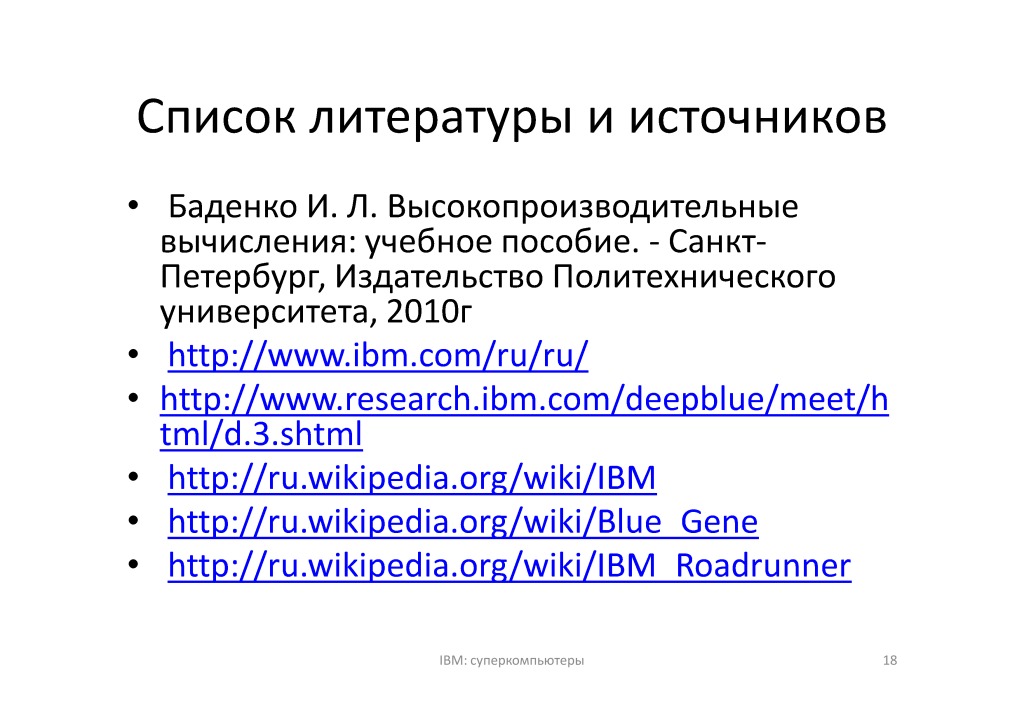 Список литературы и источников
• Баденко И. Л. Высокопроизводительные
вычисления: учебное пособие. - Санкт-
Петербург, Издательство Политехнического
университета, 2010г
• http://www.ibm.com/ru/ru/
• http://www.research.ibm.com/deepblue/meet/h
tml/d.3.shtml
• http://ru.wikipedia.org/wiki/IBM
• http://ru.wikipedia.org/wiki/Blue_Gene
• http://ru.wikipedia.org/wiki/IBM_Roadrunner
IBM: суперкомпьютеры
18